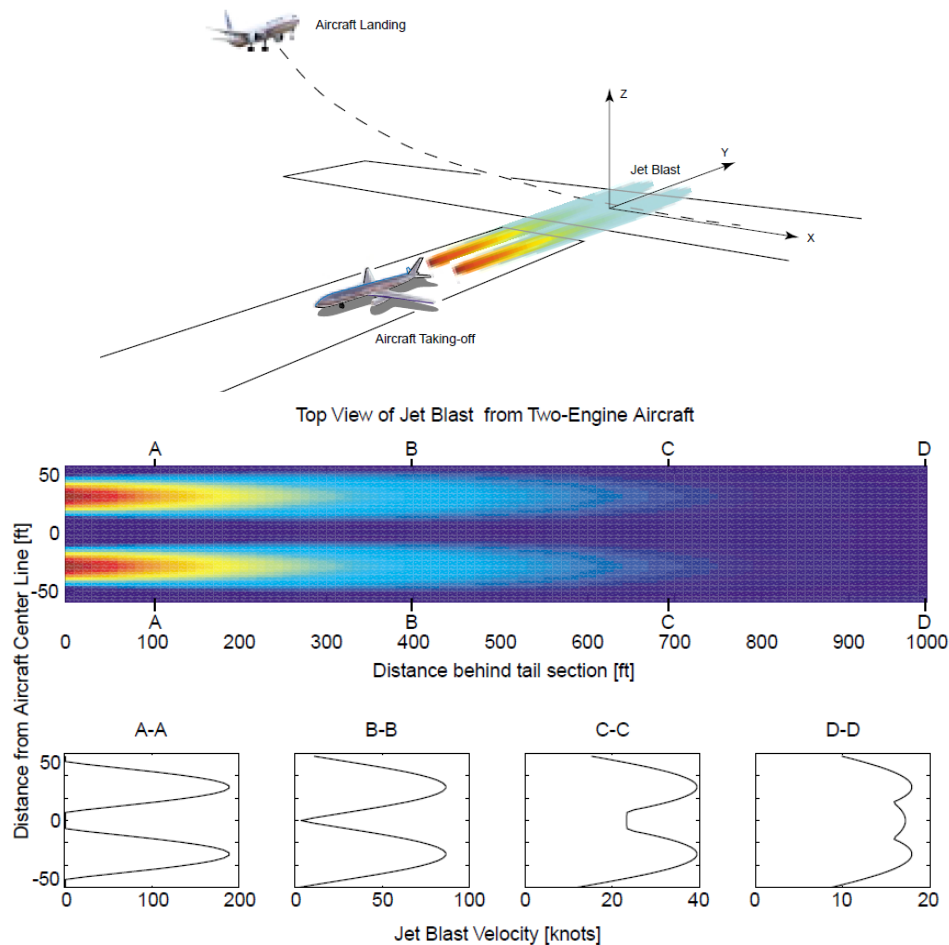 Aircraft Landing
Z
Y
Jet Blast
X
Aircraft Taking-off
Top View of Jet Blast from Two-Engine Aircraft
A B C D
50
0
-50
A B C D
0 100 200 300 400 500 600 700 800 900 1000
Distance behind tail section [ft]
Distance from Aircraft Center Line [ft]
A-A B-B C-C D-D
50
0
-50
0 100 200 0 50 100 0 20 40 0 10 20
Jet Blast Velocity [knots]